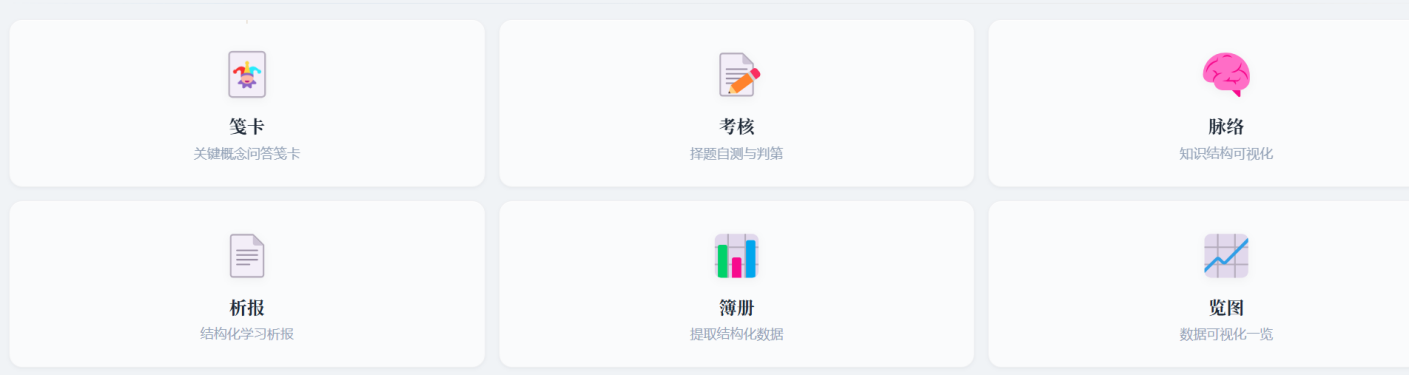 笺卡
关键概念问答笺卡
考核
择题自测与判第
脉络
知识结构可视化
析报
结构化学习析报
簿册
提取结构化数据
览图
数据可视化一览